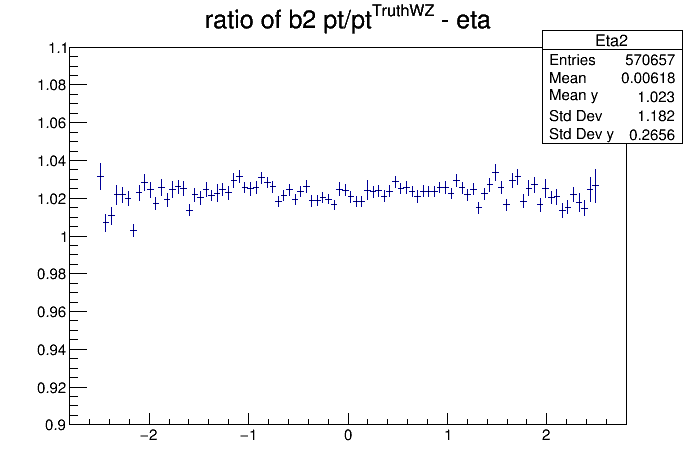 ratio of b2 pt/pt^TruthWZ - eta
Eta2
Entries 570657
Mean 0.00618
Mean y 1.023
Std Dev 1.182
Std Dev y 0.2656
1.1
1.08
1.06
1.04
1.02
1
0.98
0.96
0.94
0.92
0.9
−2 −1 0 1 2